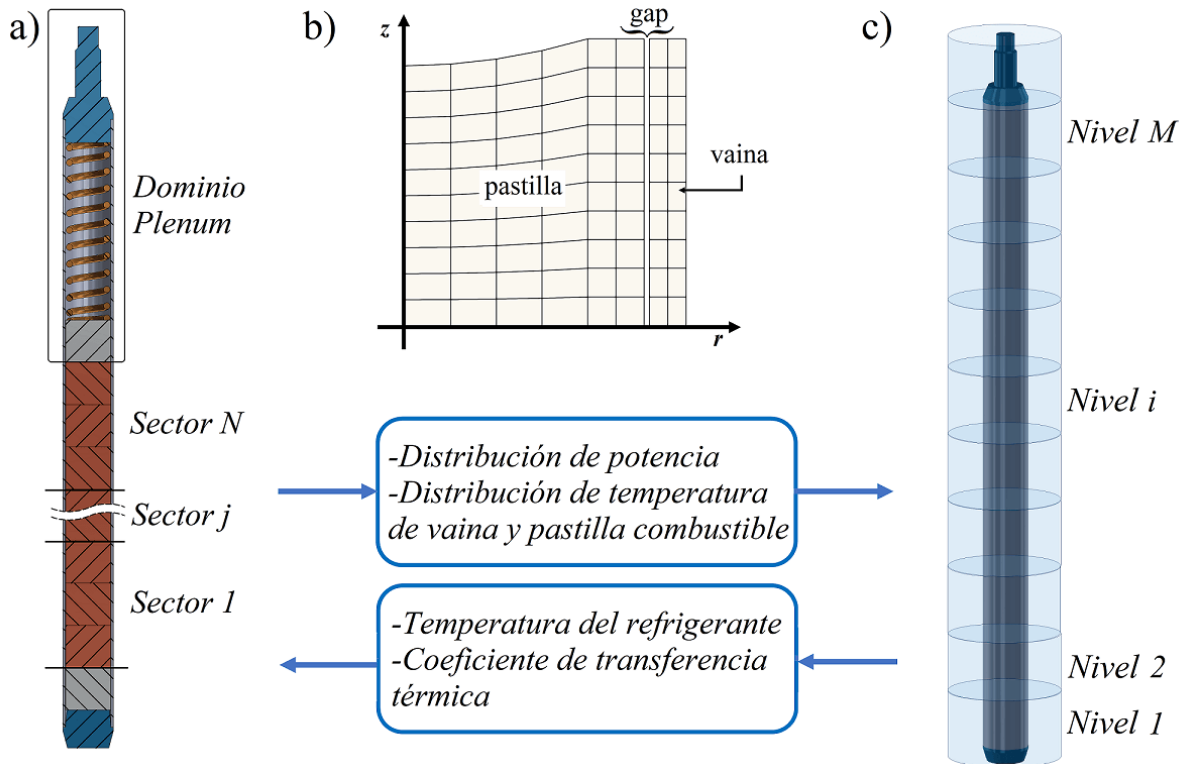 a)
Dominio
Plenum
Sector N
Sector j
Sector 1
b)
z
gap
vaina
pastilla
r
-Distribución de potencia
-Distribución de temperatura
de vaina y pastilla combustible
-Temperatura del refrigerante
-Coeficiente de transferencia
térmica
c)
Nivel M
Nivel i
Nivel 2
Nivel 1